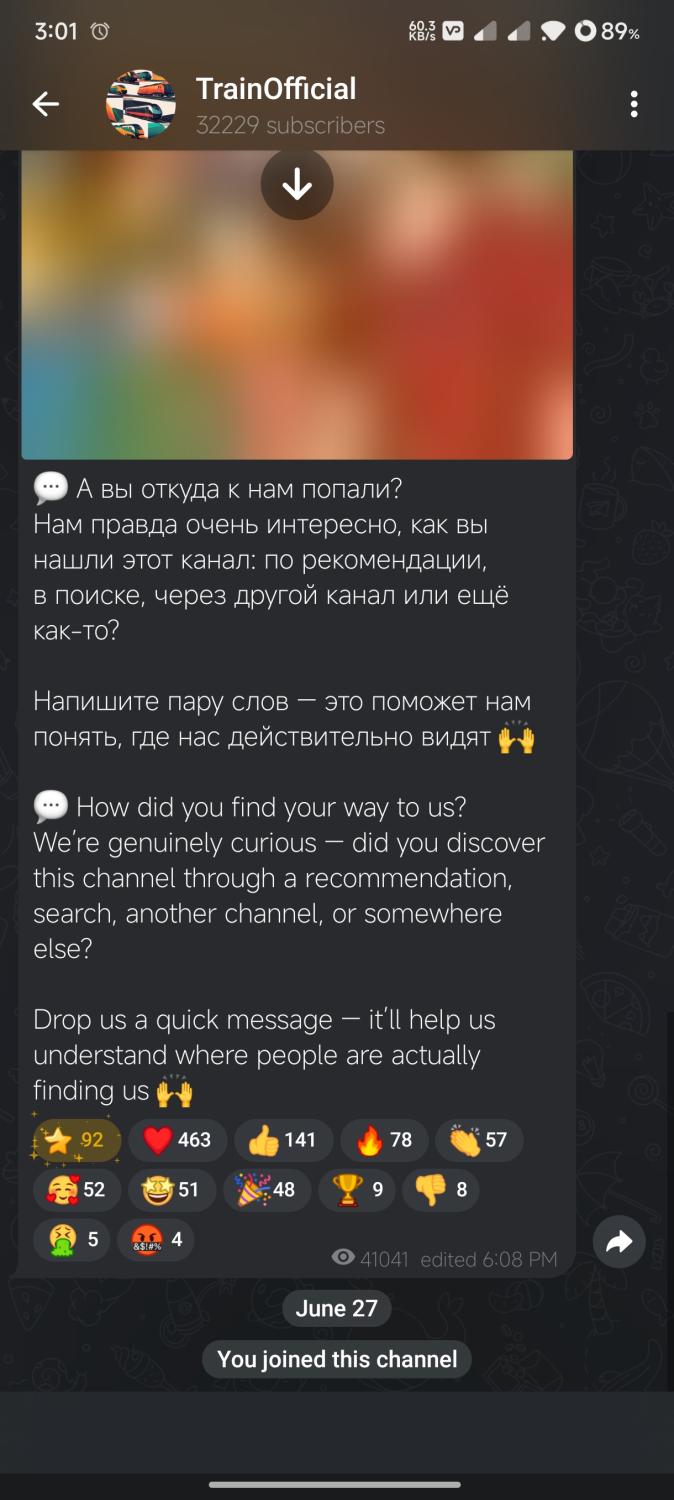 3:01
60.3 KB/s VP 89%
TrainOfficial
32229 subscribers
💬 А вы откуда к нам попали?
Нам правда очень интересно, как вы
нашли этот канал: по рекомендации,
в поиске, через другой канал или ещё
как-то?
Напишите пару слов — это поможет нам
понять, где нас действительно видят 🙌
💬 How did you find your way to us?
We're genuinely curious — did you discover
this channel through a recommendation,
search, another channel, or somewhere
else?
Drop us a quick message — it'll help us
understand where people are actually
finding us 🙌
⭐ 92 ❤️ 463 👍 141 🔥 78 👏 57
🥰 52 🤩 51 🎉 48 🏆 9 👎 8
🤮 5 🤬 4
41041 edited 6:08 PM
June 27
You joined this channel